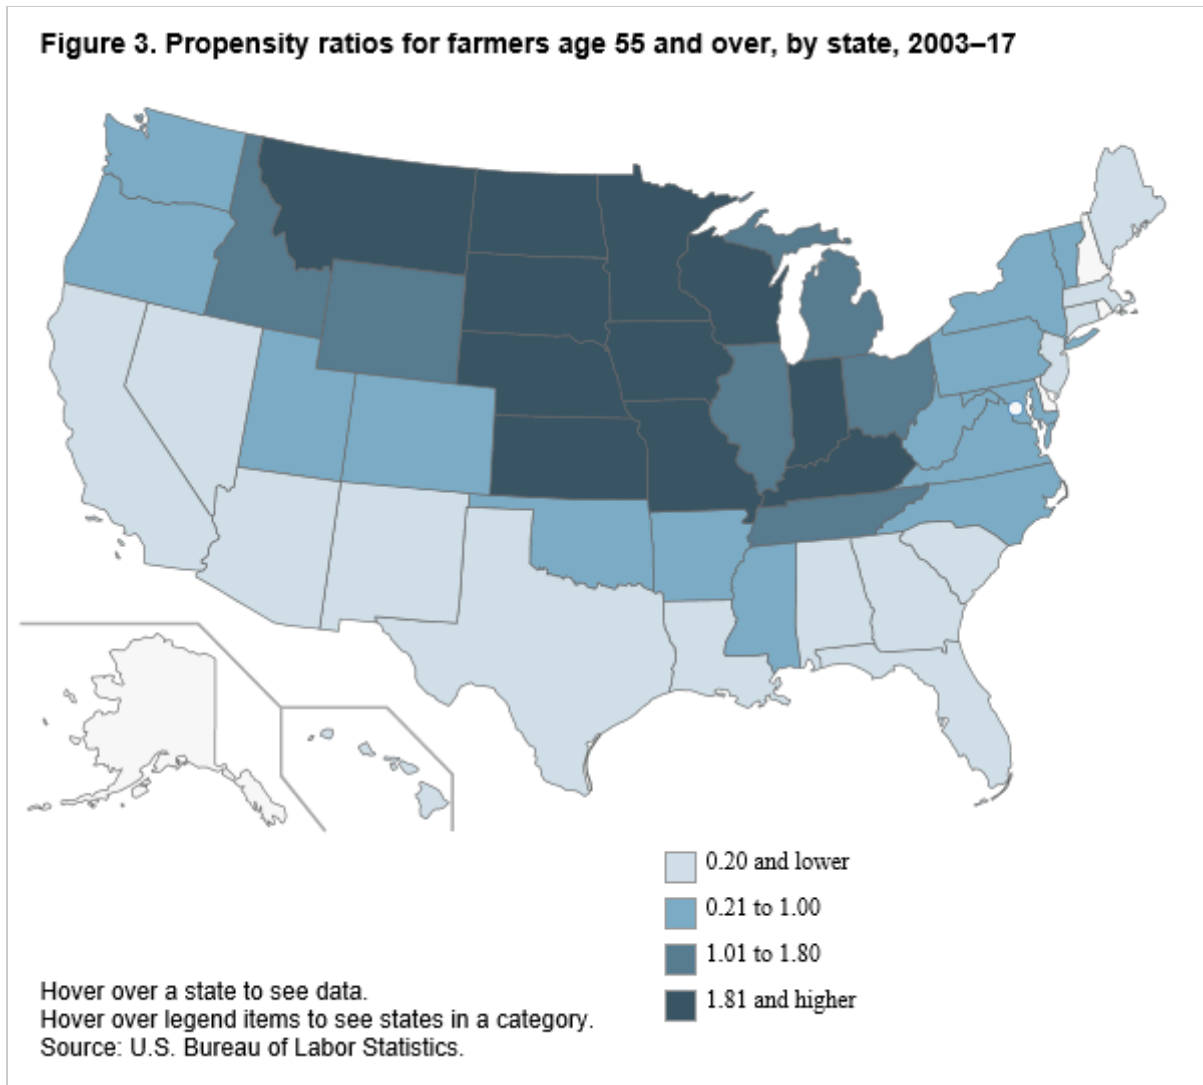 Figure 3. Propensity ratios for farmers age 55 and over, by state, 2003–17
0.20 and lower
0.21 to 1.00
1.01 to 1.80
1.81 and higher
Hover over a state to see data.
Hover over legend items to see states in a category.
Source: U.S. Bureau of Labor Statistics.